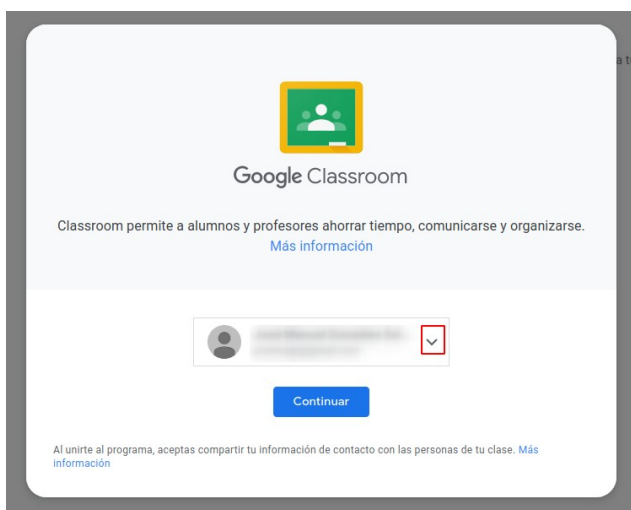 a tu
Google Classroom
Classroom permite a alumnos y profesores ahorrar tiempo, comunicarse y organizarse.
Más información
Continuar
Al unirte al programa, aceptas compartir tu información de contacto con las personas de tu clase. Más
información